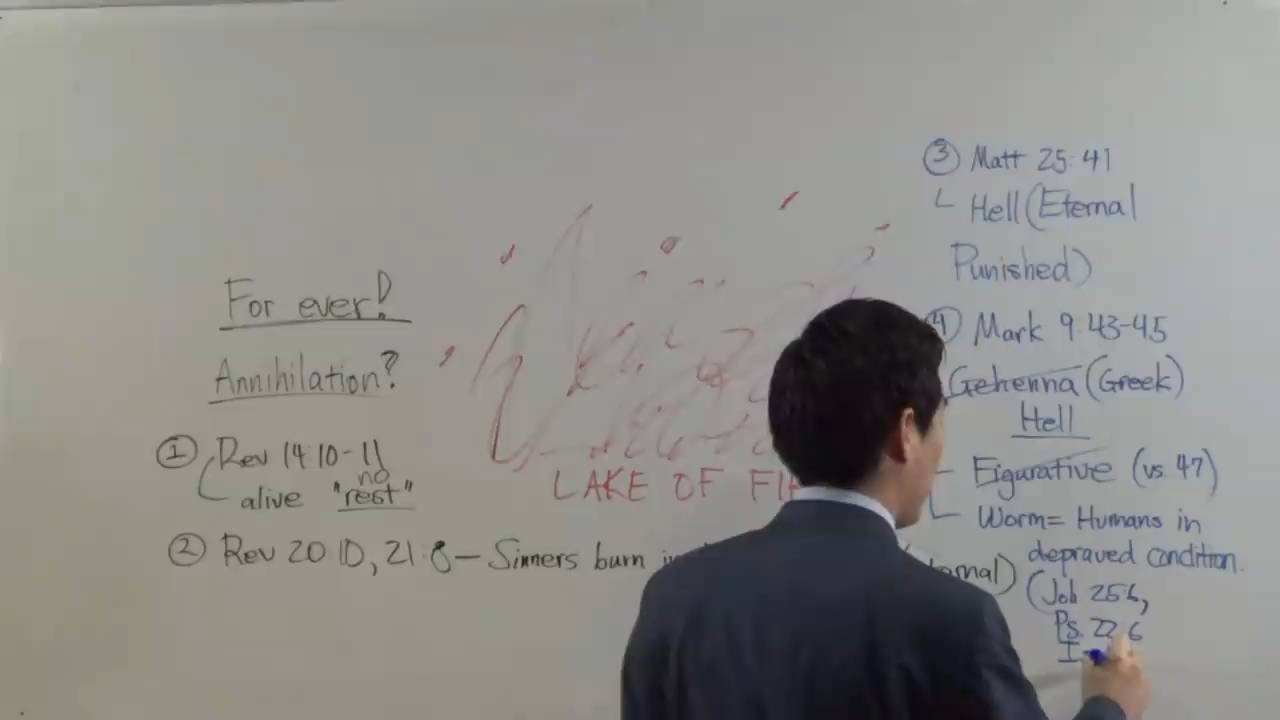 For ever!
Annihilation?
① Rev 14:10-11
alive "no rest"
② Rev 20:10, 21:8 — Sinners burn in
LAKE OF
③ Matt 25:41
Hell (Eternal
Punished)
④ Mark 9:43-45
Gehenna (Greek)
Hell
Figurative (vs. 47)
Worm = Humans in
depraved condition.
(Job 25:6,
Ps. 22:6